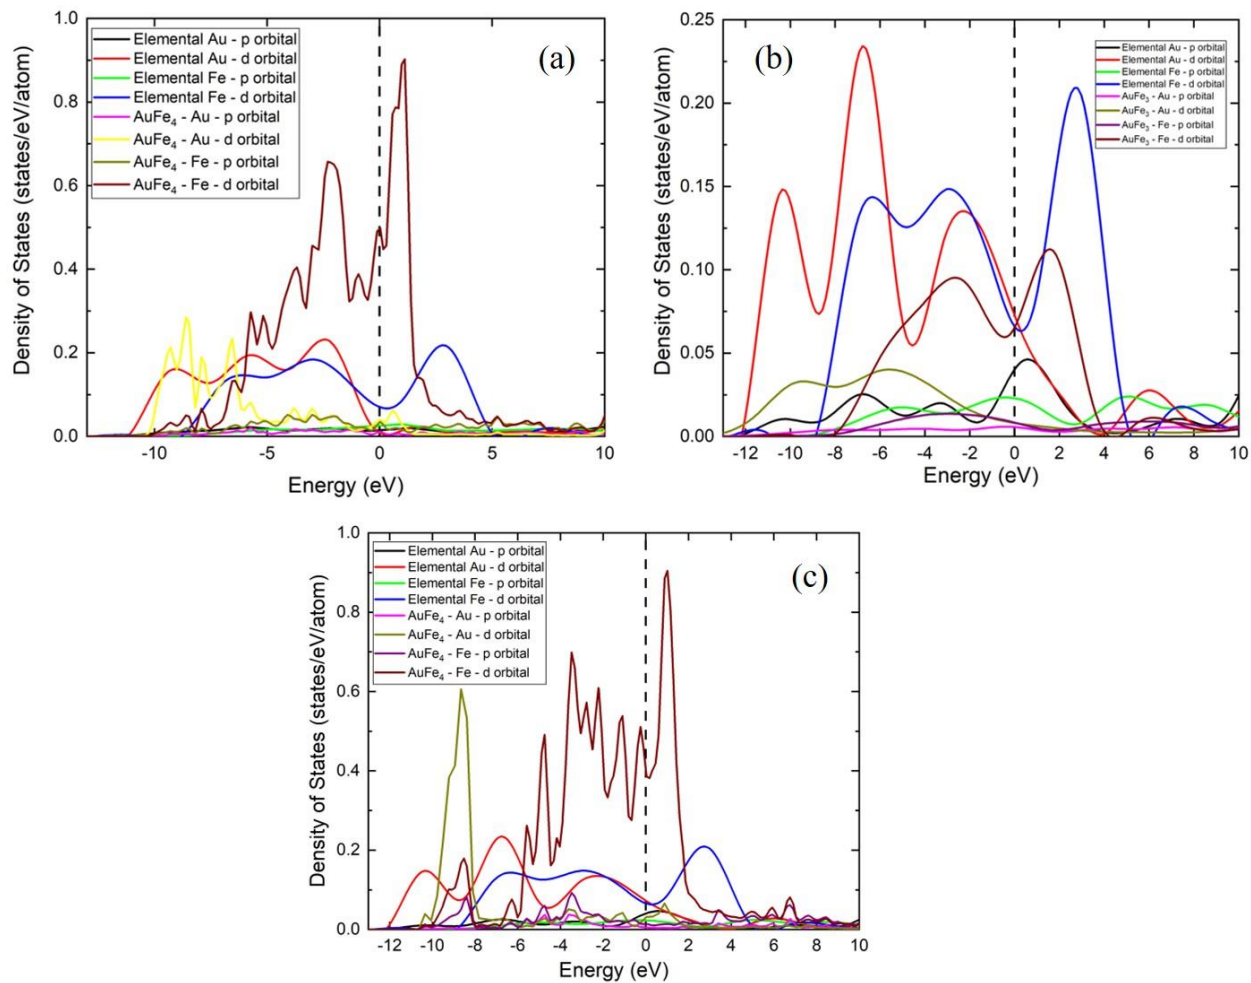 (a)
Density of States (states/eV/atom)
1.0
0.8
0.6
0.4
0.2
0.0
Elemental Au - p orbital
Elemental Au - d orbital
Elemental Fe - p orbital
Elemental Fe - d orbital
AuFe₄ - Au - p orbital
AuFe₄ - Au - d orbital
AuFe₄ - Fe - p orbital
AuFe₄ - Fe - d orbital
-10 -5 0 5 10
Energy (eV)
(b)
Density of States (states/eV/atom)
0.25
0.20
0.15
0.10
0.05
0.00
Elemental Au - p orbital
Elemental Au - d orbital
Elemental Fe - p orbital
Elemental Fe - d orbital
AuFe₃ - Au - p orbital
AuFe₃ - Au - d orbital
AuFe₃ - Fe - p orbital
AuFe₃ - Fe - d orbital
-12 -10 -8 -6 -4 -2 0 2 4 6 8 10
Energy (eV)
(c)
Density of States (states/eV/atom)
1.0
0.8
0.6
0.4
0.2
0.0
Elemental Au - p orbital
Elemental Au - d orbital
Elemental Fe - p orbital
Elemental Fe - d orbital
AuFe₄ - Au - p orbital
AuFe₄ - Au - d orbital
AuFe₄ - Fe - p orbital
AuFe₄ - Fe - d orbital
-12 -10 -8 -6 -4 -2 0 2 4 6 8 10
Energy (eV)